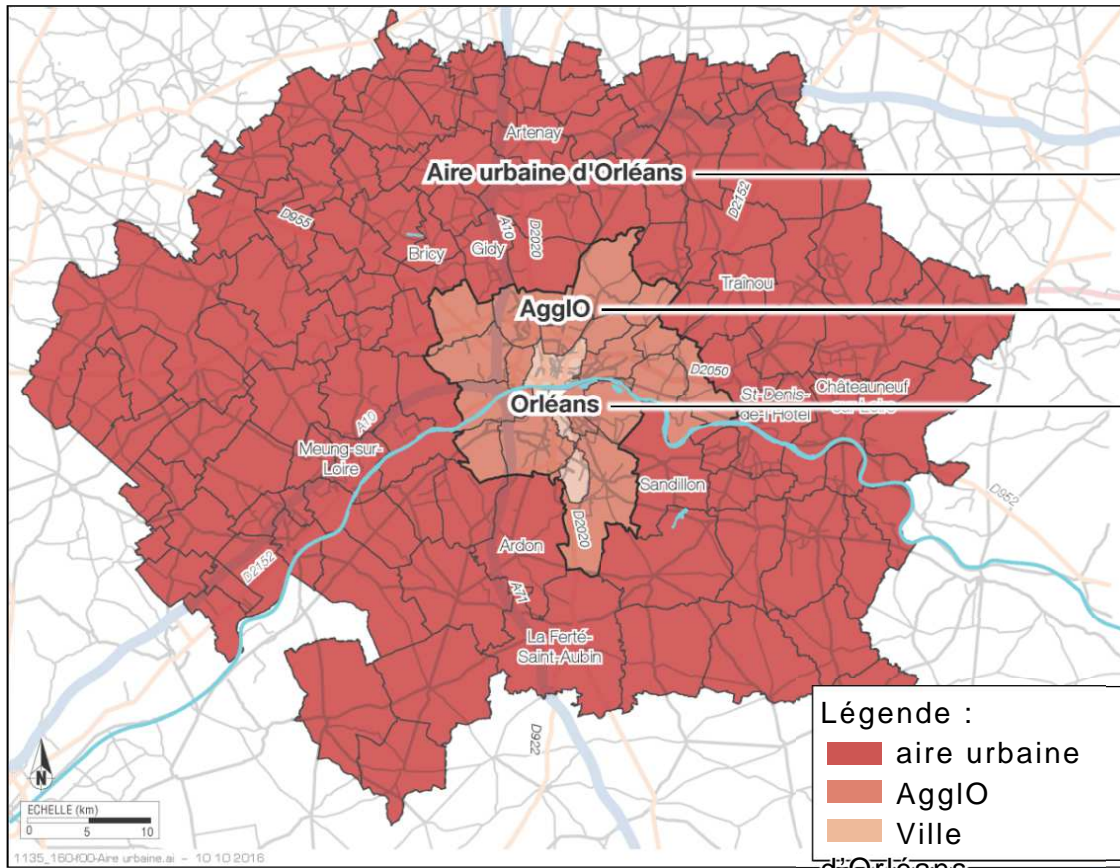 Artenay
Aire urbaine d'Orléans
D2152
D955
A10
D2020
Bricy
Gidy
Traînou
AgglO
D2050
Orléans
St-Denis-
de-l'Hôtel
Châteauneuf
sur-Loire
A10
Meung-sur-
Loire
Sandillon
D952
D2020
Ardon
D2152
A71
La Ferté-
Saint-Aubin
D922
N
ECHELLE (km)
0 5 10
1135_160-f00-Aire urbaine.ai - 10 10 2016
Légende :
aire urbaine
AgglO
Ville
d'Orléans